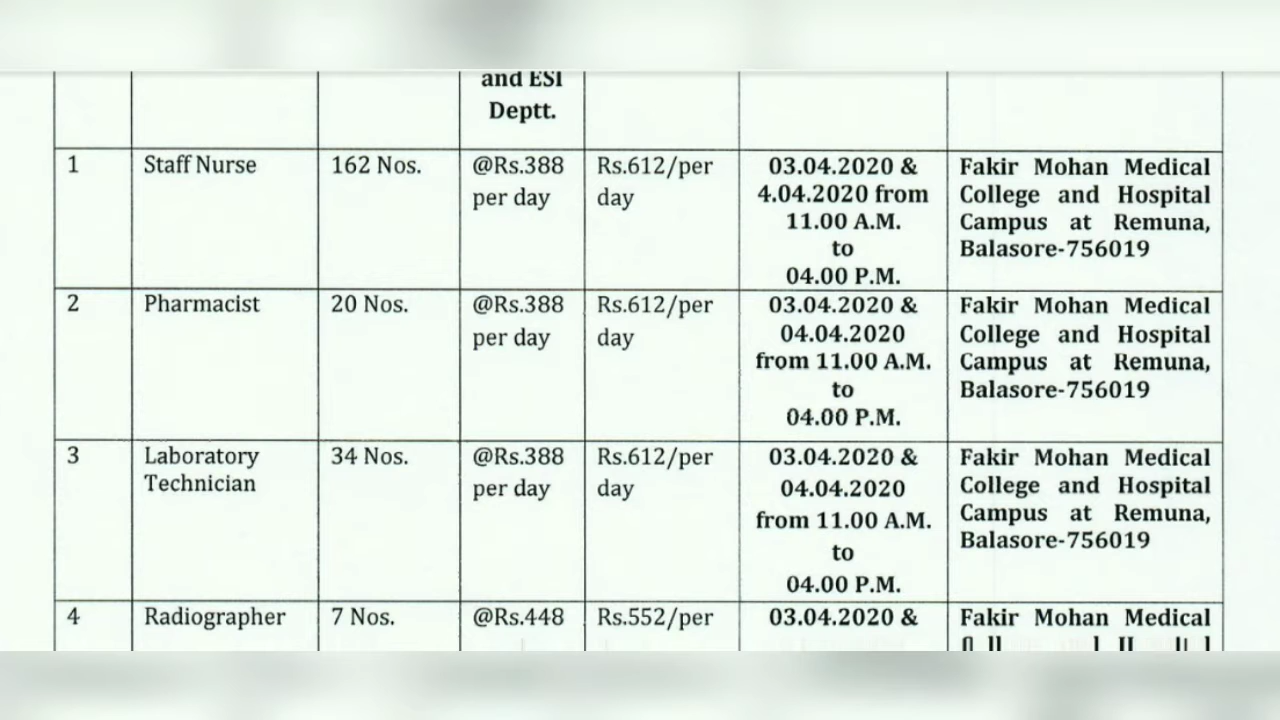 and ESI
Deptt.
1 Staff Nurse 162 Nos. @Rs.388 per day Rs.612/per day 03.04.2020 & 4.04.2020 from 11.00 A.M. to 04.00 P.M. Fakir Mohan Medical College and Hospital Campus at Remuna, Balasore-756019
2 Pharmacist 20 Nos. @Rs.388 per day Rs.612/per day 03.04.2020 & 04.04.2020 from 11.00 A.M. to 04.00 P.M. Fakir Mohan Medical College and Hospital Campus at Remuna, Balasore-756019
3 Laboratory Technician 34 Nos. @Rs.388 per day Rs.612/per day 03.04.2020 & 04.04.2020 from 11.00 A.M. to 04.00 P.M. Fakir Mohan Medical College and Hospital Campus at Remuna, Balasore-756019
4 Radiographer 7 Nos. @Rs.448 Rs.552/per 03.04.2020 & Fakir Mohan Medical